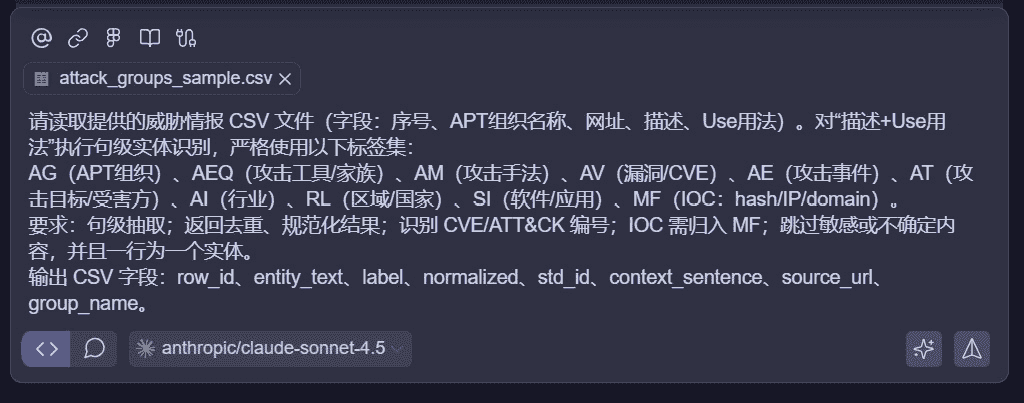 attack_groups_sample.csv
请读取提供的威胁情报 CSV 文件（字段：序号、APT组织名称、网址、描述、Use用法）。对“描述+Use用
法”执行句级实体识别，严格使用以下标签集：
AG（APT组织）、AEQ（攻击工具/家族）、AM（攻击手法）、AV（漏洞/CVE）、AE（攻击事件）、AT（攻
击目标/受害方）、AI（行业）、RL（区域/国家）、SI（软件/应用）、MF（IOC：hash/IP/domain）。
要求：句级抽取；返回去重、规范化结果；识别 CVE/ATT&CK 编号；IOC 需归入 MF；跳过敏感或不确定内
容，并且一行为一个实体。
输出 CSV 字段：row_id、entity_text、label、normalized、std_id、context_sentence、source_url、
group_name。
anthropic/claude-sonnet-4.5